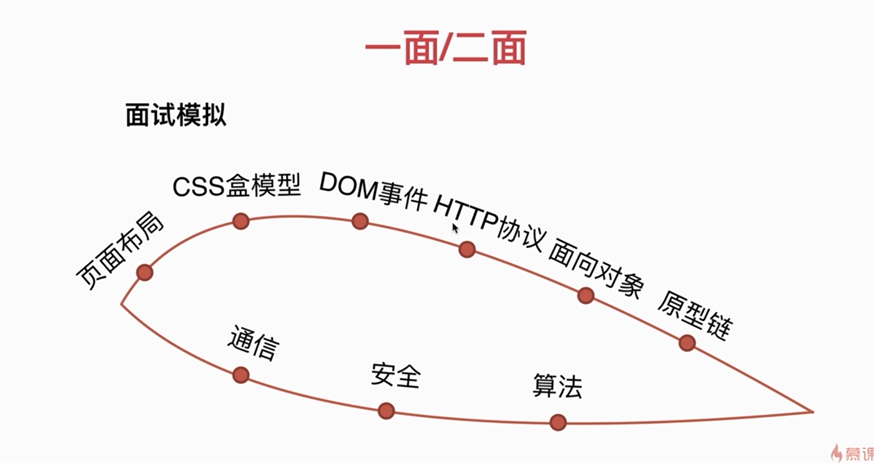 一面/二面
面试模拟
页面布局
CSS盒模型
DOM事件
HTTP协议
面向对象
原型链
通信
安全
算法
慕课